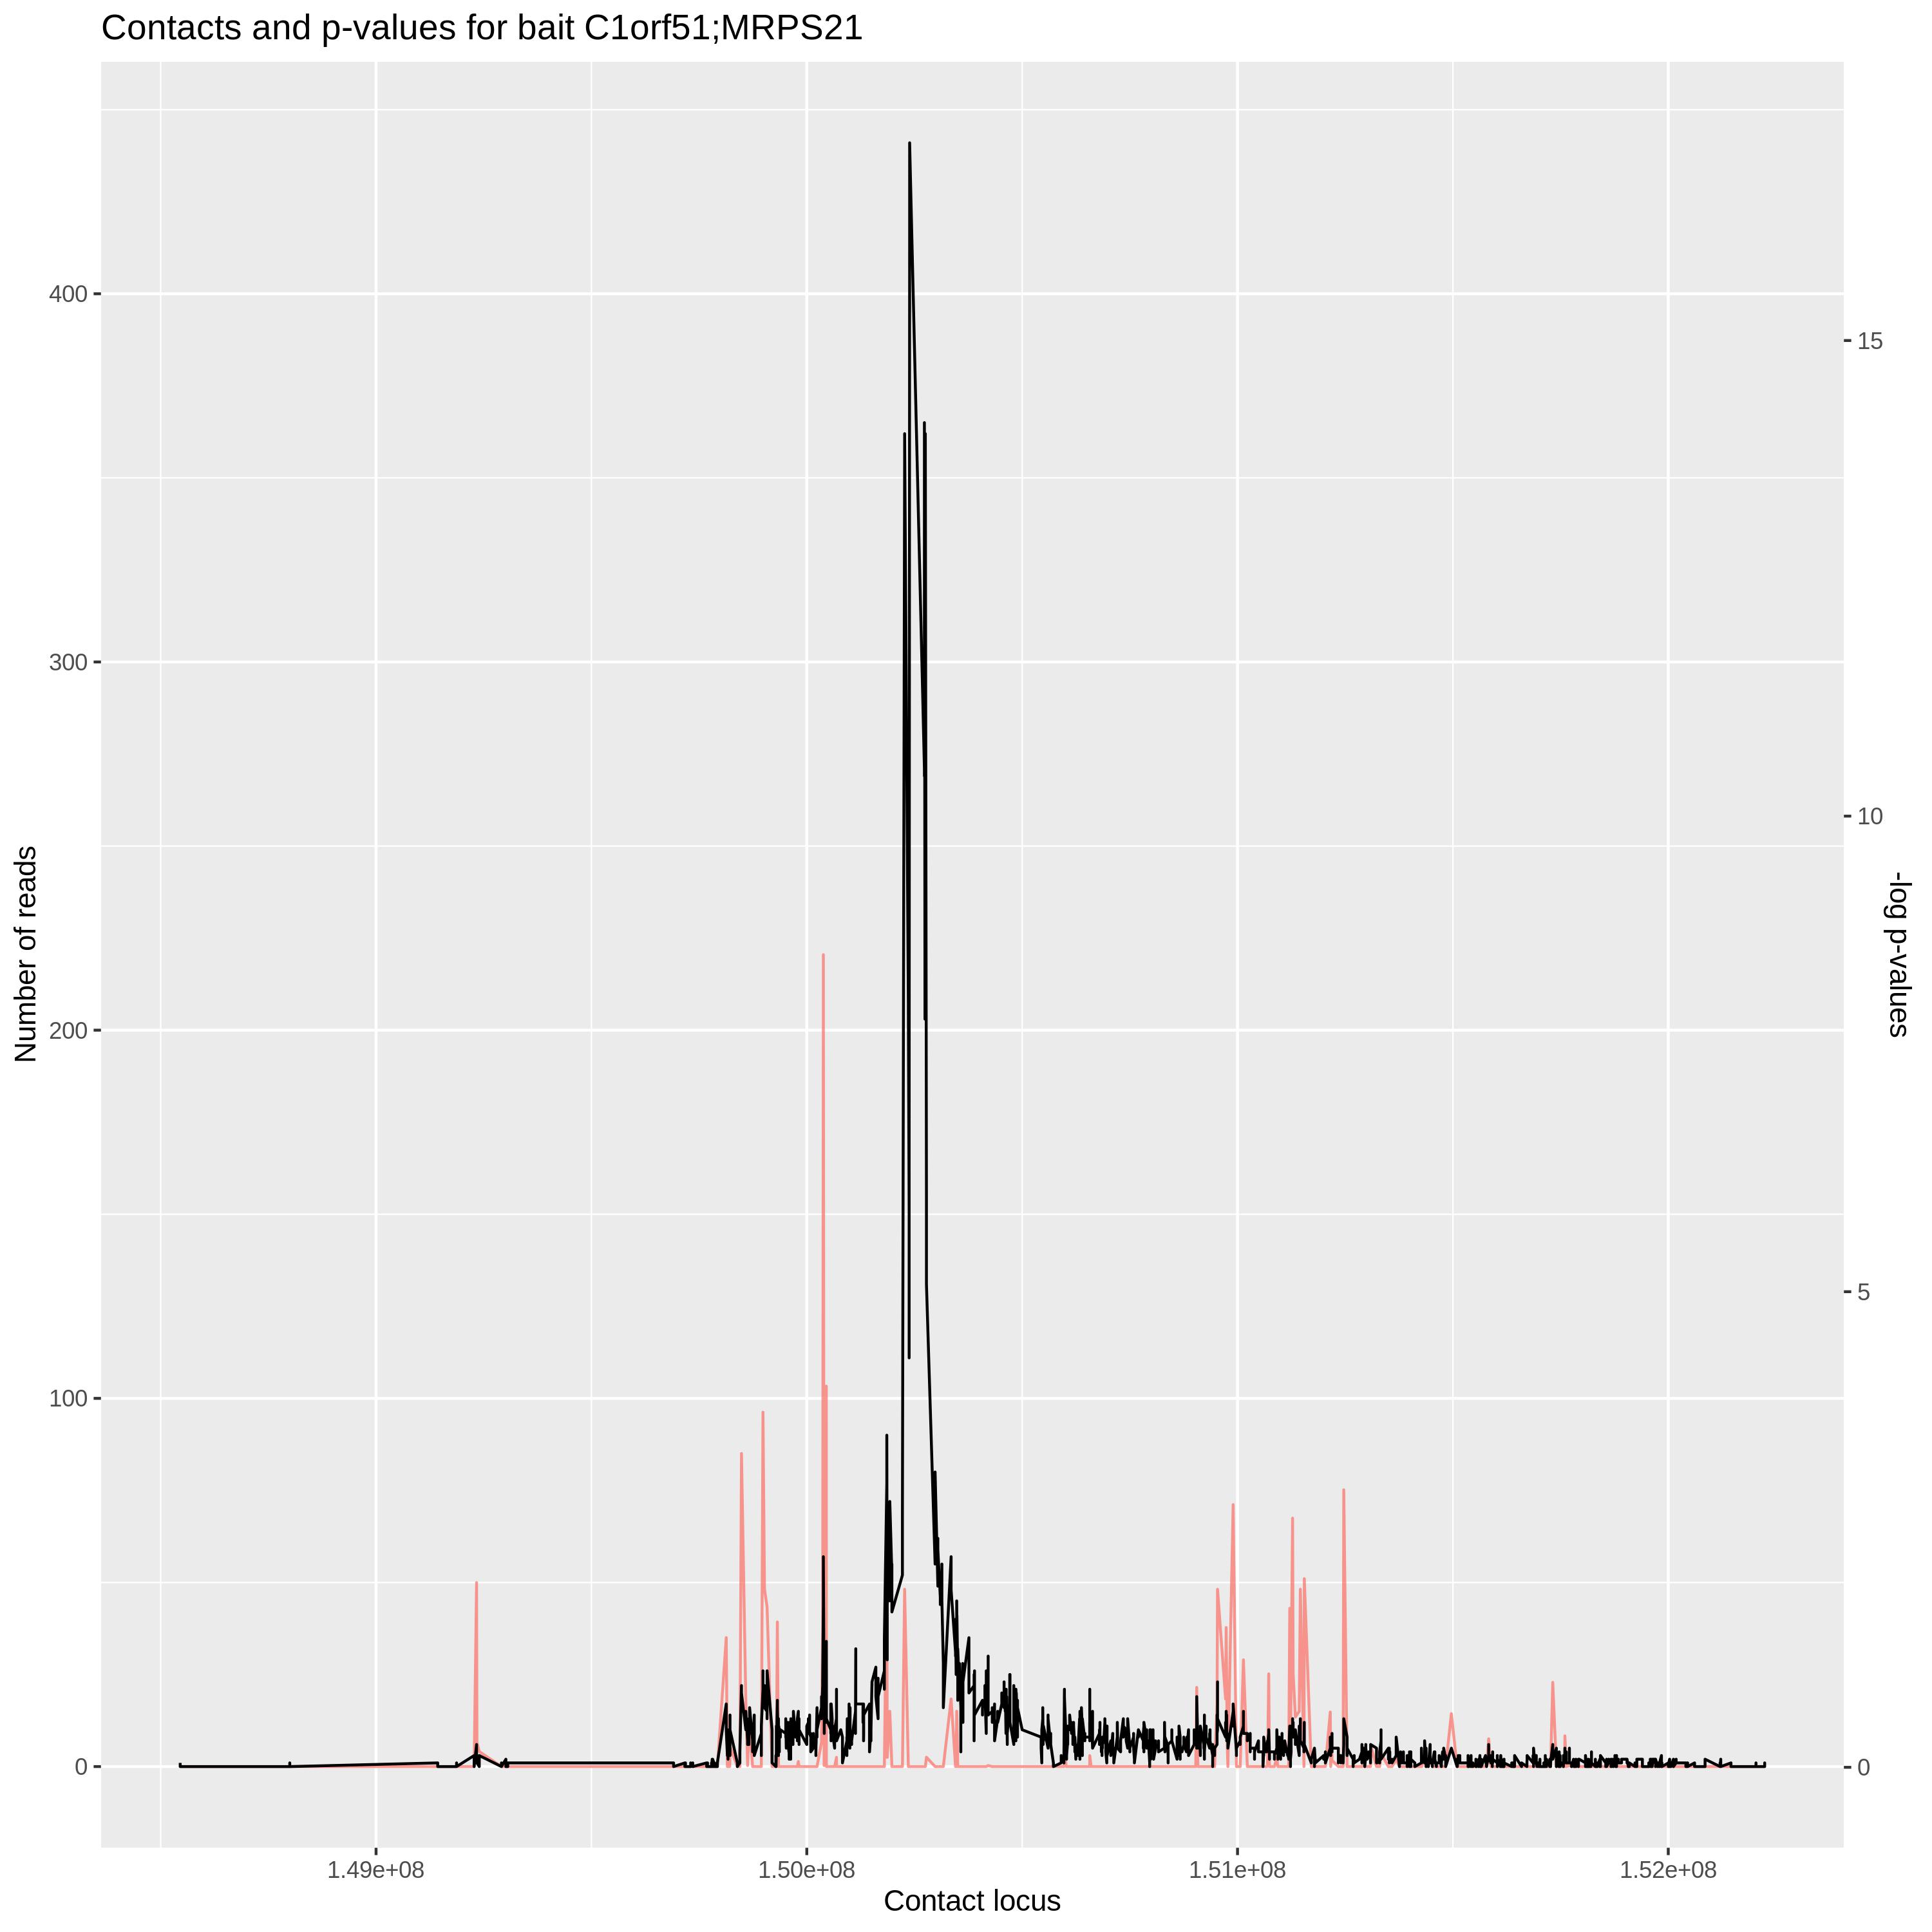 Contacts and p-values for bait C1orf51;MRPS21
400
300
200
100
0
Number of reads
15
10
5
0
-log p-values
1.49e+08
1.50e+08
1.51e+08
1.52e+08
Contact locus